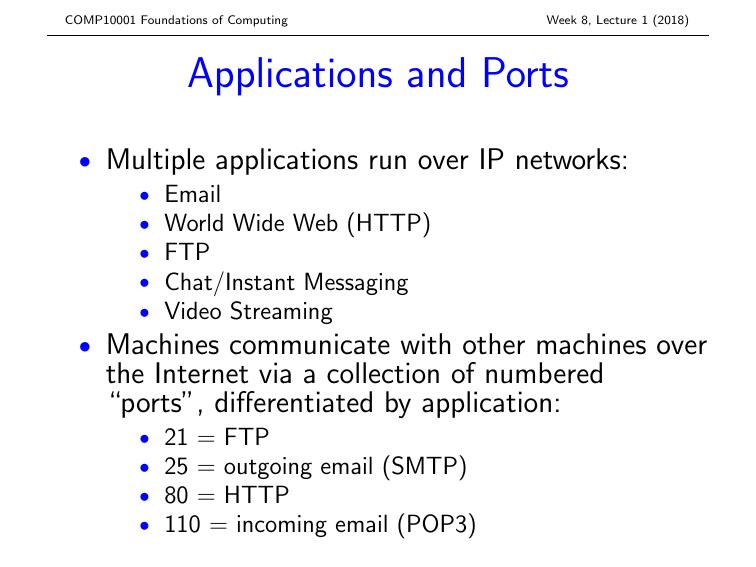 COMP10001 Foundations of Computing
Week 8, Lecture 1 (2018)
Applications and Ports
• Multiple applications run over IP networks:
• Email
• World Wide Web (HTTP)
• FTP
• Chat/Instant Messaging
• Video Streaming
• Machines communicate with other machines over
the Internet via a collection of numbered
“ports”, differentiated by application:
• 21 = FTP
• 25 = outgoing email (SMTP)
• 80 = HTTP
• 110 = incoming email (POP3)